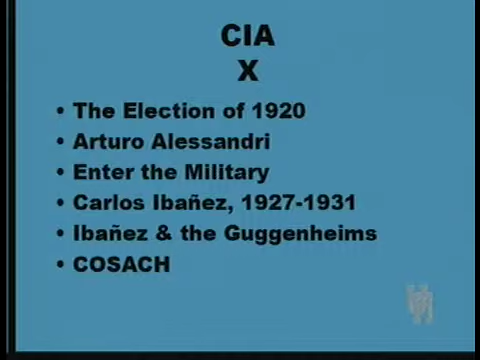 CIA
X
• The Election of 1920
• Arturo Alessandri
• Enter the Military
• Carlos Ibañez, 1927-1931
• Ibañez & the Guggenheims
• COSACH